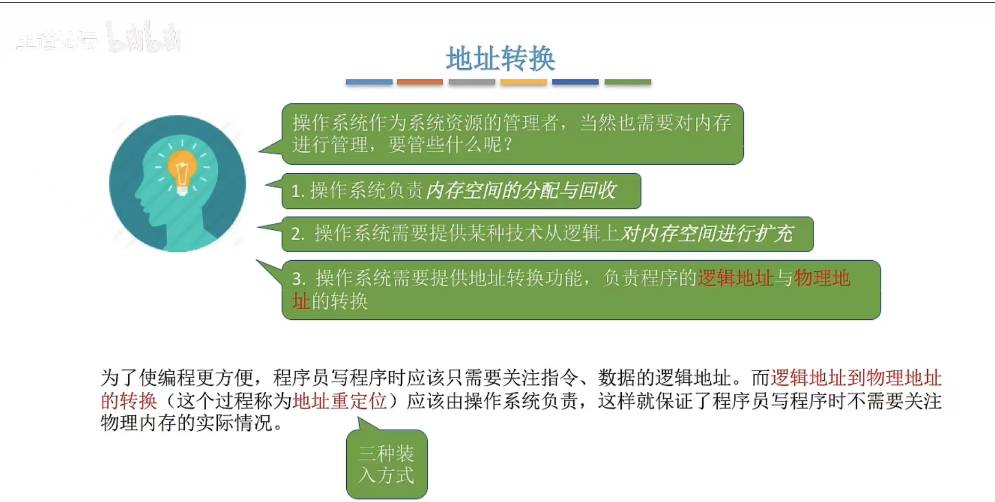 bilibili
地址转换
操作系统作为系统资源的管理者，当然也需要对内存
进行管理，要管些什么呢？
1. 操作系统负责内存空间的分配与回收
2. 操作系统需要提供某种技术从逻辑上对内存空间进行扩充
3. 操作系统需要提供地址转换功能，负责程序的逻辑地址与物理地
址的转换
为了使编程更方便，程序员写程序时应该只需要关注指令、数据的逻辑地址。而逻辑地址到物理地址
的转换（这个过程称为地址重定位）应该由操作系统负责，这样就保证了程序员写程序时不需要关注
物理内存的实际情况。
三种装
入方式